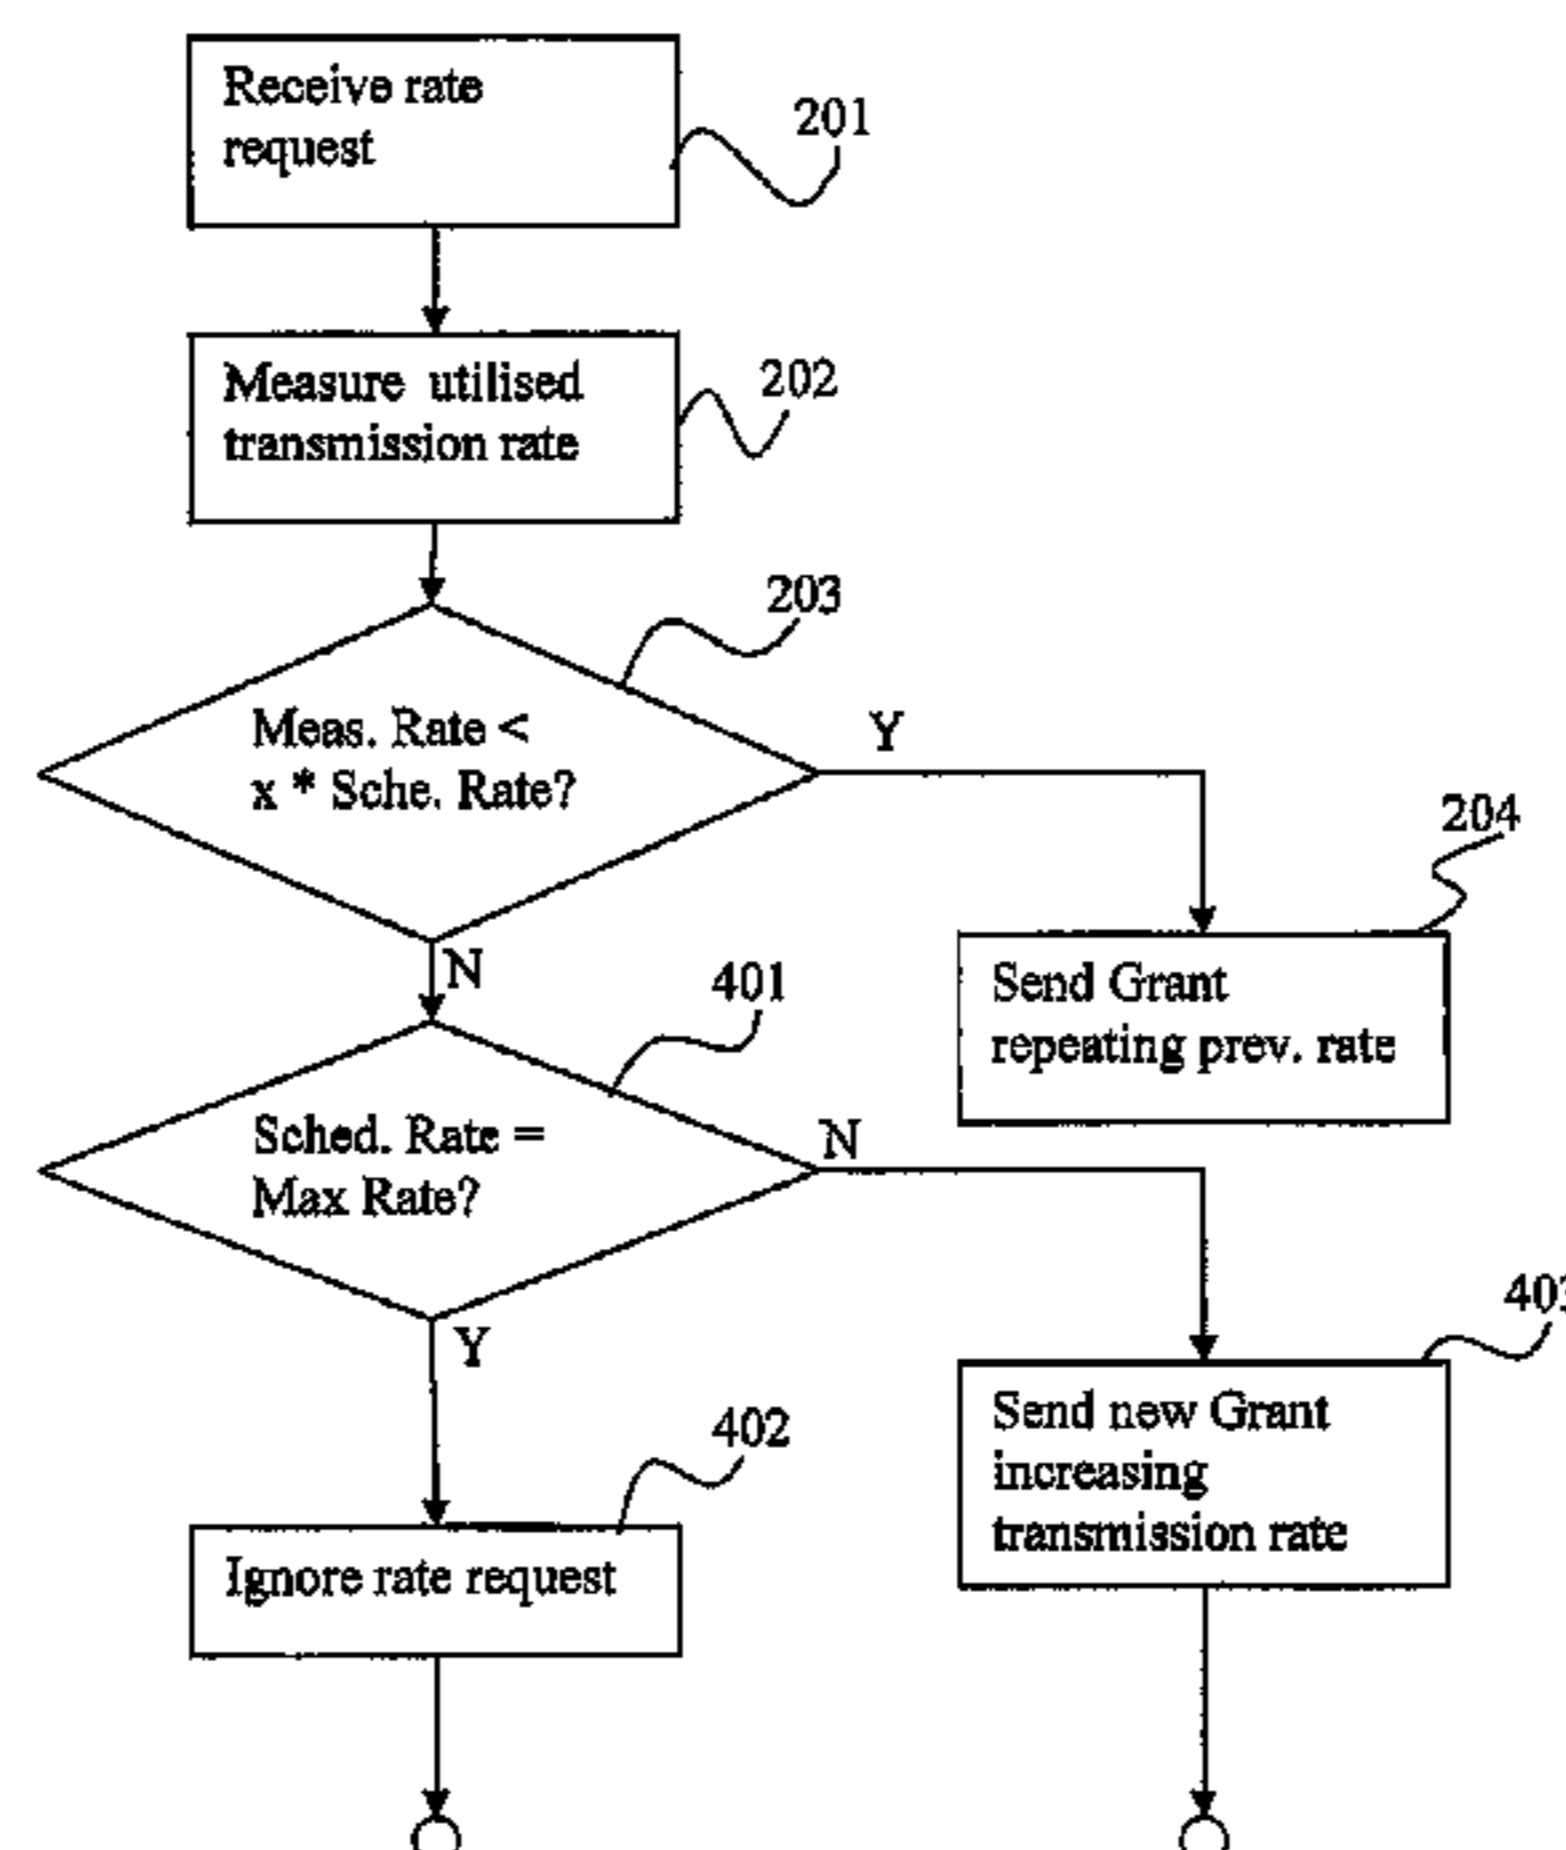 Receive rate
request
201
Measure utilised
transmission rate
202
203
Meas. Rate <
x * Sche. Rate?
Y
204
N
Send Grant
repeating prev. rate
401
Sched. Rate =
Max Rate?
N
Y
403
Send new Grant
increasing
transmission rate
402
Ignore rate request